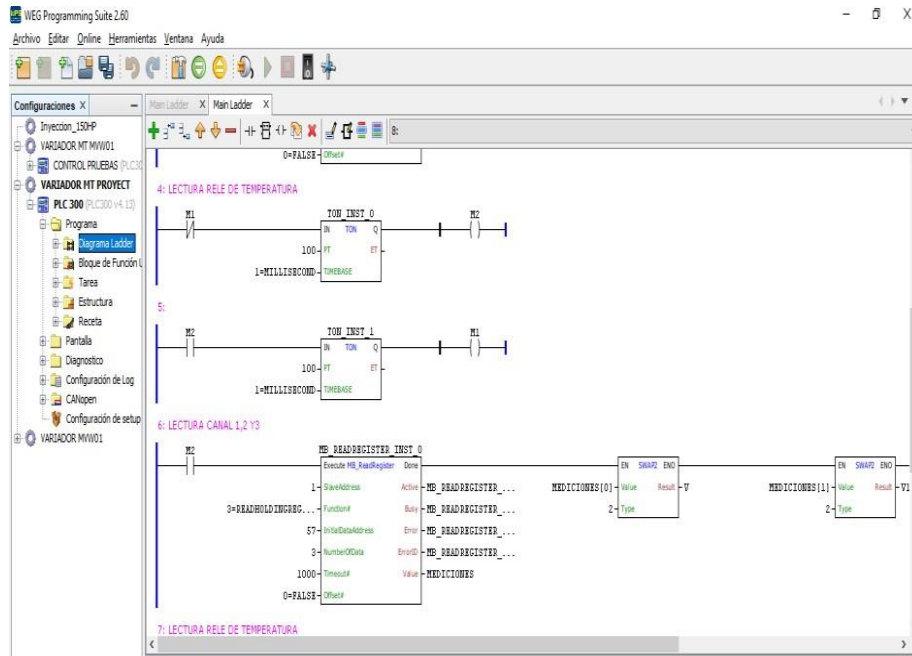 WEG Programming Suite 2.60
Archivo Editar Online Herramientas Ventana Ayuda
Configuraciones X
Main Ladder X Main Ladder X
8:
Inyeccion_150HP
VARIADOR MT MVW01
CONTROL PRUEBAS (PLC30
VARIADOR MT PROYECT
PLC 300 (PLC300 v4.13)
Programa
Diagrama Ladder
Bloque de Función U
Tarea
Estructura
Receta
Pantalla
Diagnostico
Configuración de Log
CANopen
Configuración de setup
VARIADOR MVW01
0=FALSE Offset#
4: LECTURA RELE DE TEMPERATURA
M1 TON_INST_0 M2
IN TON Q
100 PT ET
1=MILLISECOND TIMEBASE
5:
M2 TON_INST_1 M1
IN TON Q
100 PT ET
1=MILLISECOND TIMEBASE
6: LECTURA CANAL 1,2 Y3
M2 MB_READREGISTER_INST_0
Execute MB_ReadRegister Done EN SWAP2 ENO EN SWAP2 ENO
1 SlaveAddress Active MB_READREGISTER_... MEDICIONES[0] Value Result V MEDICIONES[1] Value Result V1
3=READHOLDINGREG... Function# Busy MB_READREGISTER_... 2 Type 2 Type
57 InitialDataAddress Error MB_READREGISTER_...
3 NumberOfData ErrorID MB_READREGISTER_...
1000 Timeout# Value MEDICIONES
0=FALSE Offset#
7: LECTURA RELE DE TEMPERATURA